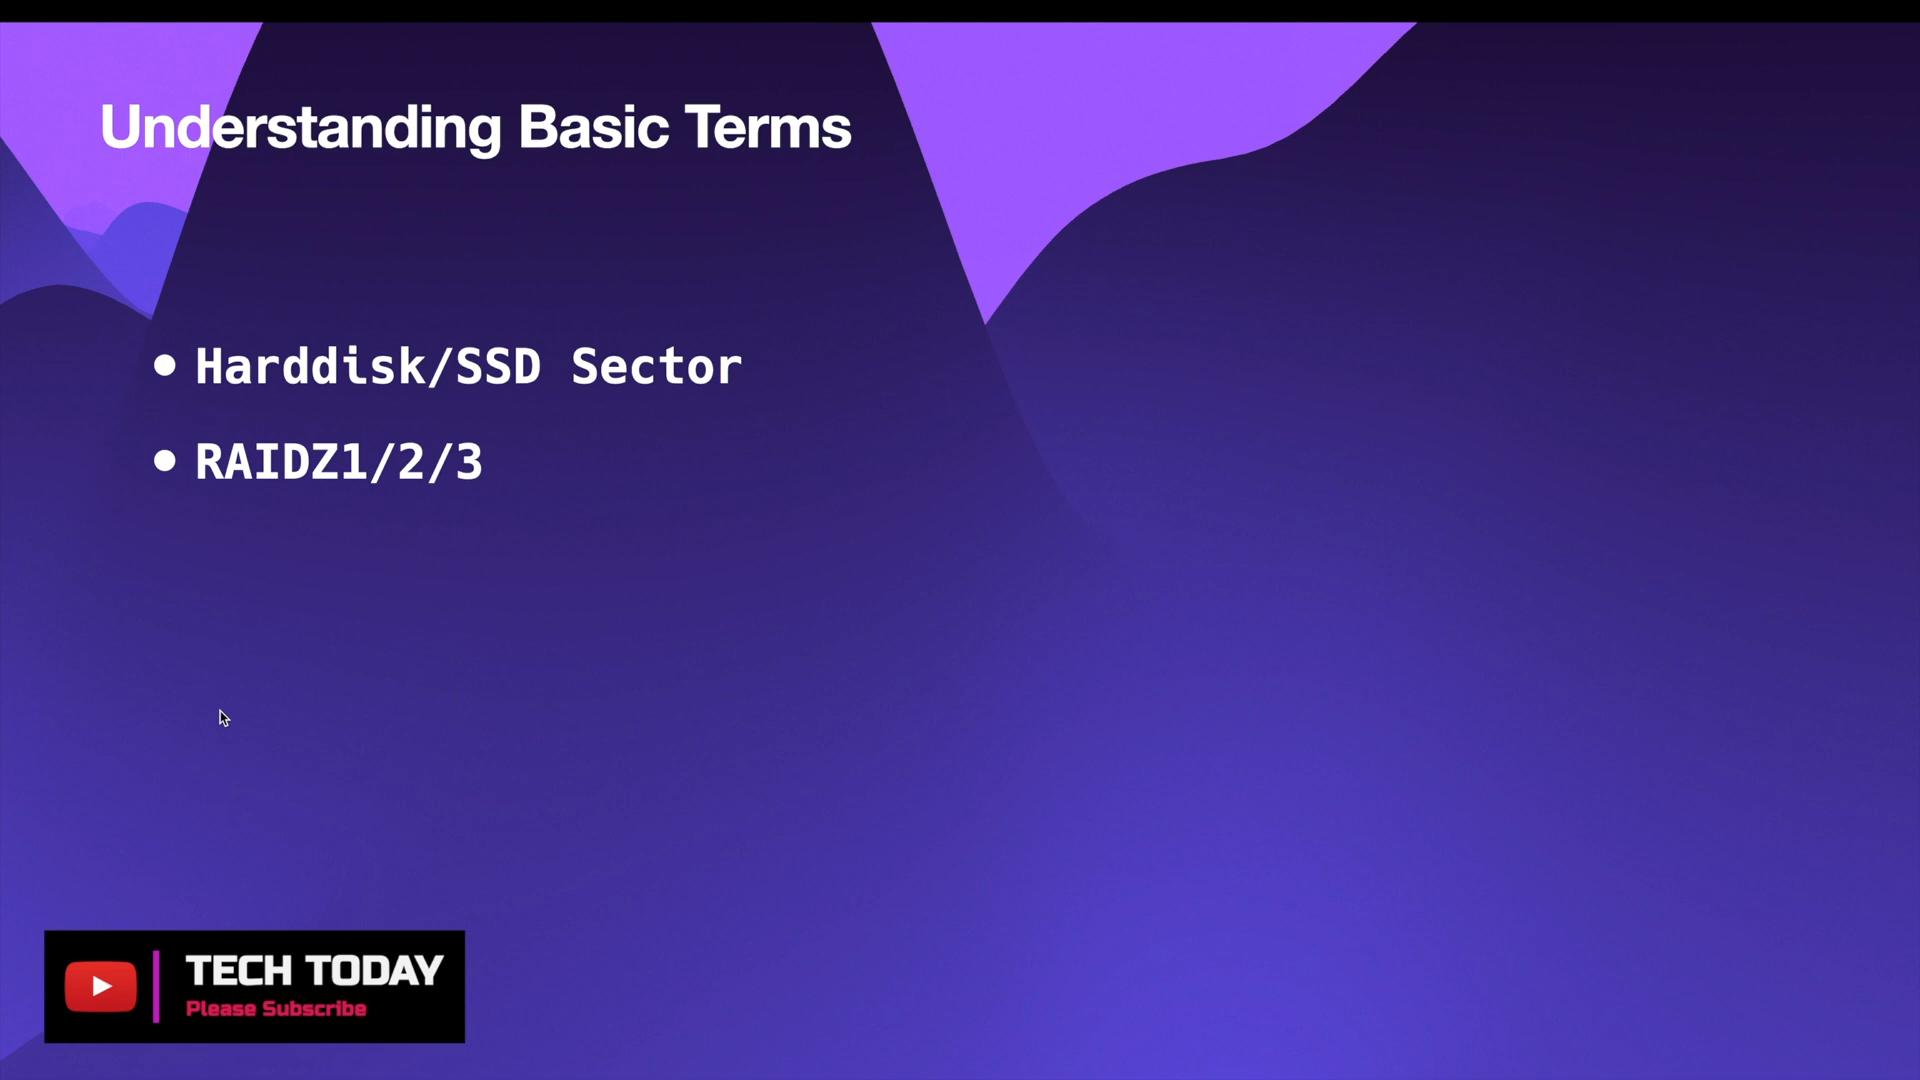 Understanding Basic Terms
• Harddisk/SSD Sector
• RAIDZ1/2/3
TECH TODAY
Please Subscribe